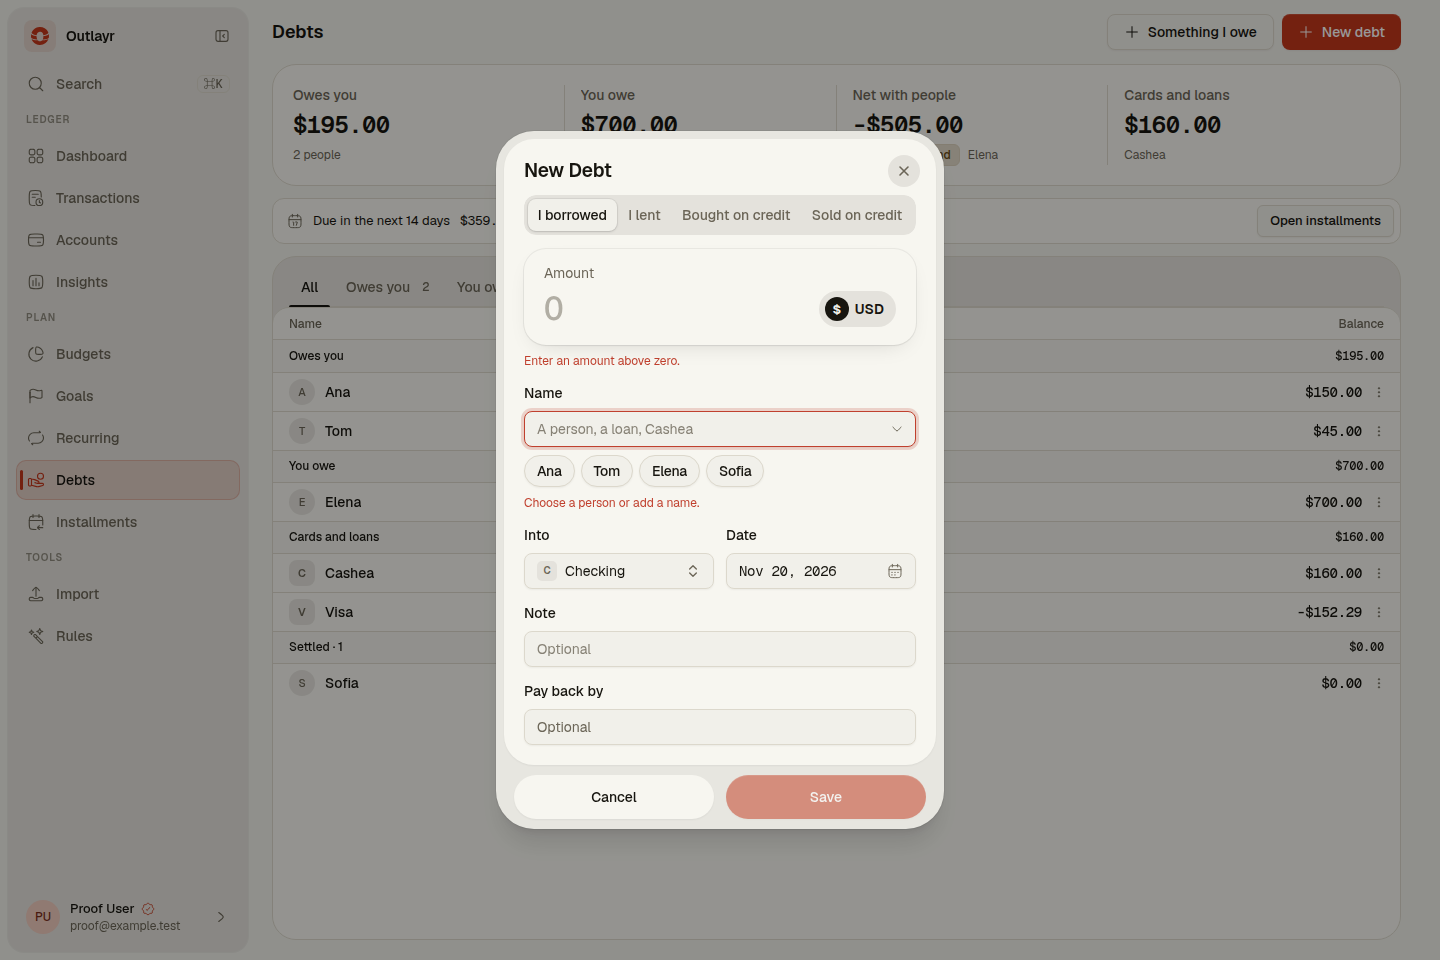 Outlayr
Search
⌘K
LEDGER
Dashboard
Transactions
Accounts
Insights
PLAN
Budgets
Goals
Recurring
Debts
Installments
TOOLS
Import
Rules
PU
Proof User
proof@example.test
Debts
Something I owe
New debt
Owes you
$195.00
2 people
You owe
$700.00
Net with people
-$505.00
Elena
Cards and loans
$160.00
Cashea
Due in the next 14 days $359.
Open installments
All
Owes you 2
You ow
Name
Balance
Owes you
$195.00
A
Ana
$150.00
T
Tom
$45.00
You owe
$700.00
E
Elena
$700.00
Cards and loans
$160.00
C
Cashea
$160.00
V
Visa
-$152.29
Settled · 1
$0.00
S
Sofia
$0.00
New Debt
I borrowed
I lent
Bought on credit
Sold on credit
Amount
0
$ USD
Enter an amount above zero.
Name
A person, a loan, Cashea
Ana
Tom
Elena
Sofia
Choose a person or add a name.
Into
Date
C
Checking
Nov 20, 2026
Note
Optional
Pay back by
Optional
Cancel
Save